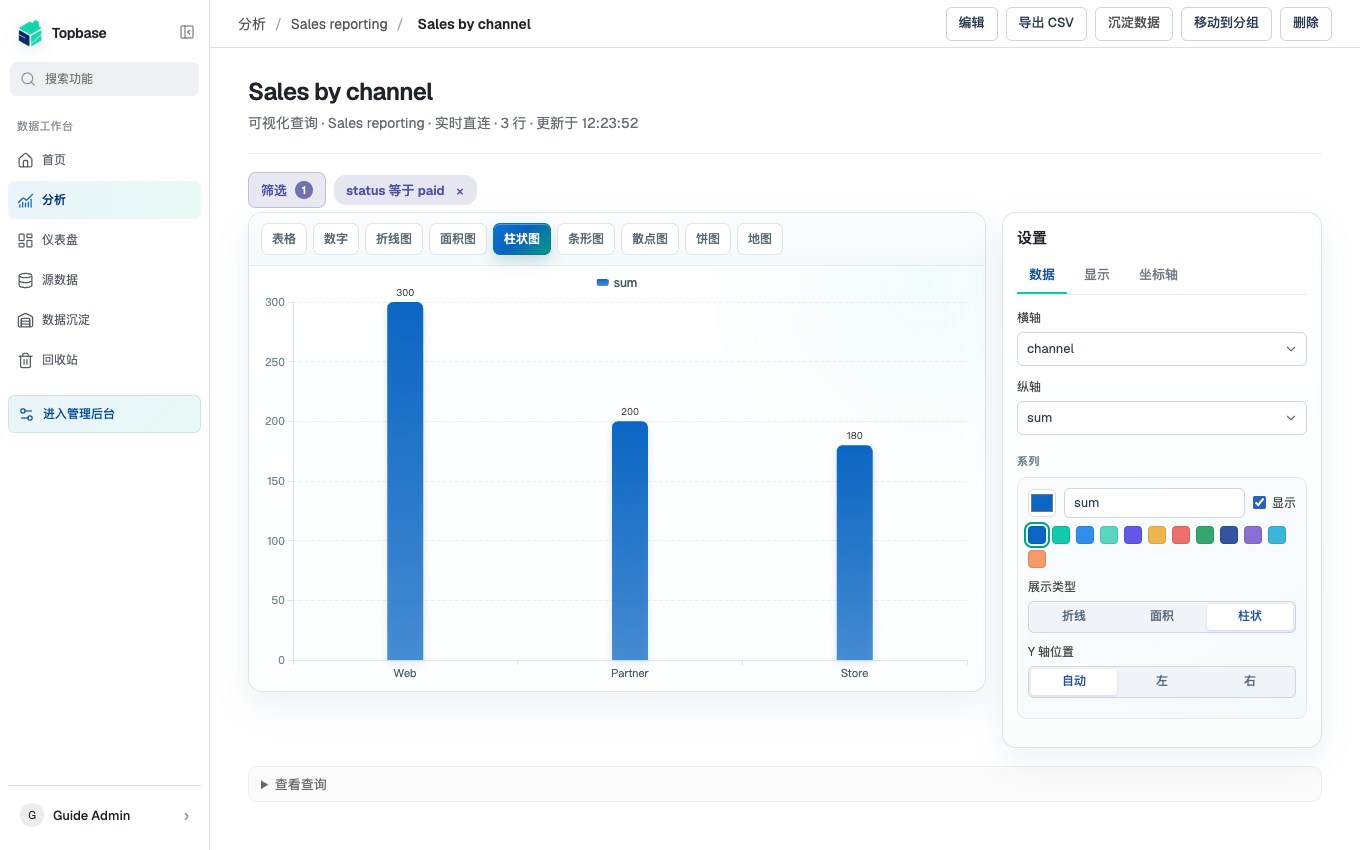 Topbase
搜索功能
数据工作台
首页
分析
仪表盘
源数据
数据沉淀
回收站
进入管理后台
G Guide Admin ›
分析 / Sales reporting / Sales by channel
编辑 导出 CSV 沉淀数据 移动到分组 删除
Sales by channel
可视化查询 · Sales reporting · 实时直连 · 3 行 · 更新于 12:23:52
筛选 1 status 等于 paid ×
表格 数字 折线图 面积图 柱状图 条形图 散点图 饼图 地图
sum
300
250
200
150
100
50
0
300
200
180
Web Partner Store
设置
数据 显示 坐标轴
横轴
channel
纵轴
sum
系列
sum 显示
展示类型
折线 面积 柱状
Y 轴位置
自动 左 右
查看查询